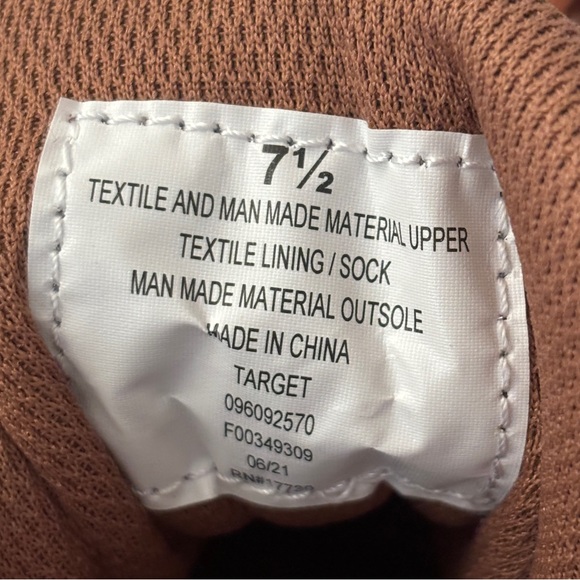 7½
TEXTILE AND MAN MADE MATERIAL UPPER
TEXTILE LINING / SOCK
MAN MADE MATERIAL OUTSOLE
MADE IN CHINA
TARGET
096092570
F00349309
06/21